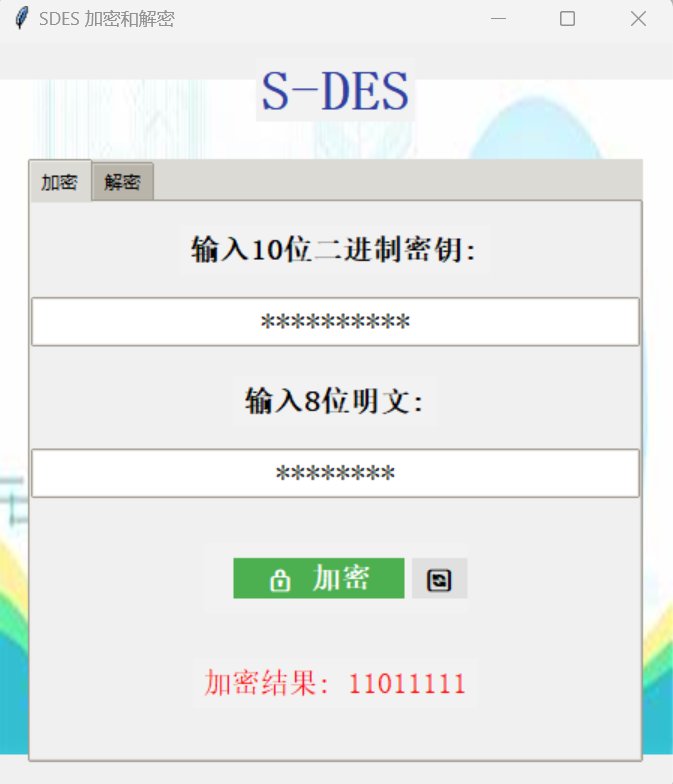 SDES 加密和解密
S-DES
加密 解密
输入10位二进制密钥:
**********
输入8位明文:
********
加密
加密结果: 11011111